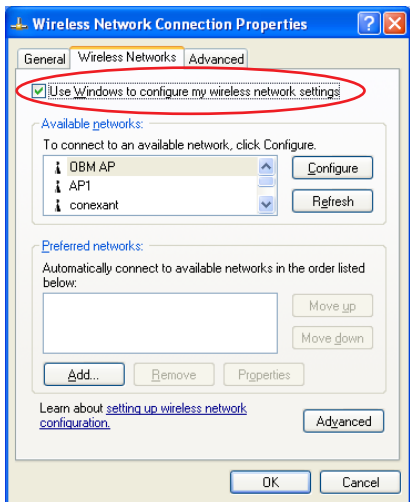 Wireless Network Connection Properties
General Wireless Networks Advanced
Use Windows to configure my wireless network settings
Available networks:
To connect to an available network, click Configure.
OBM AP
AP1
conexant
Configure
Refresh
Preferred networks:
Automatically connect to available networks in the order listed
below:
Move up
Move down
Add... Remove Properties
Learn about setting up wireless network
configuration.
Advanced
OK Cancel